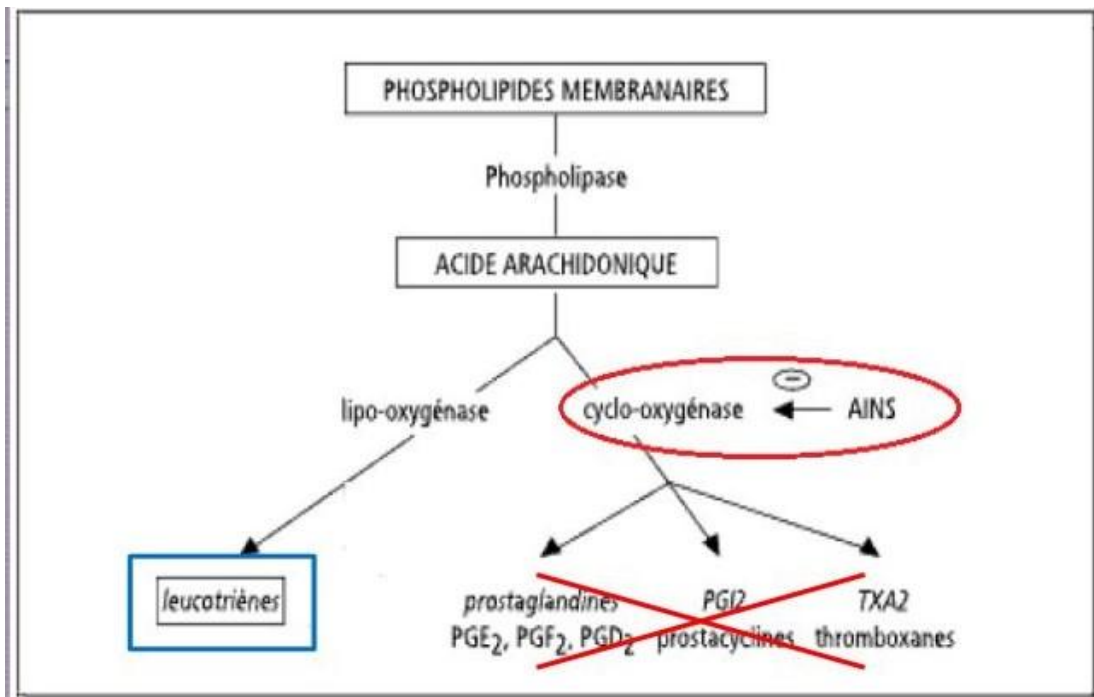 PHOSPHOLIPIDES MEMBRANAIRES
Phospholipase
ACIDE ARACHIDONIQUE
lipo-oxygénase
cyclo-oxygénase
AINS
leucotriènes
prostaglandines
PGE2, PGF2, PGD2
PGI2
prostacyclines
TXA2
thromboxanes